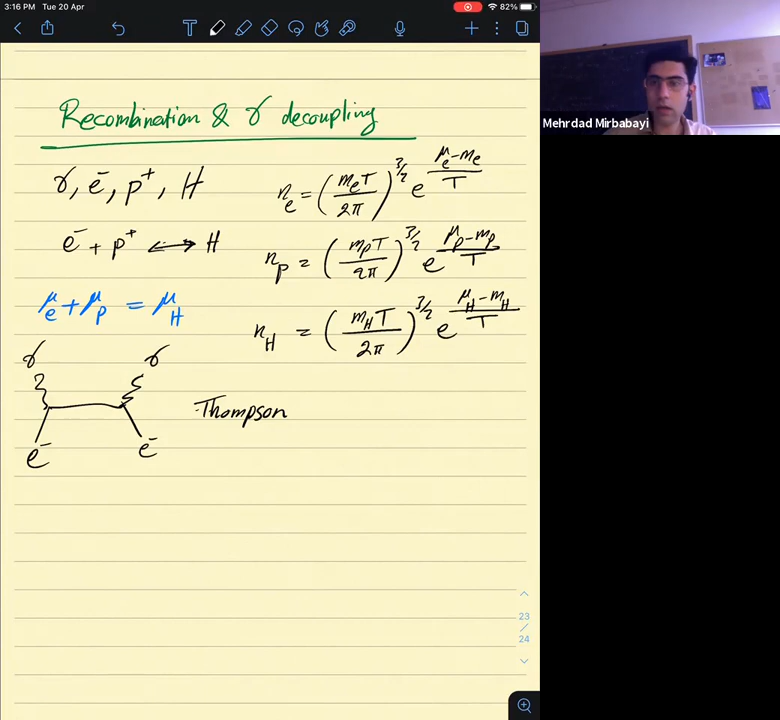 3:16 PM Tue 20 Apr
82%
Mehrdad Mirbabayi
Recombination & γ decoupling
γ, e⁻, p⁺, H
e⁻ + p⁺ ⟷ H
μ_e + μ_p = μ_H
n_e = (m_e T / 2π)^{3/2} e^{(μ_e - m_e)/T}
n_p = (m_p T / 2π)^{3/2} e^{(μ_p - m_p)/T}
n_H = (m_H T / 2π)^{3/2} e^{(μ_H - m_H)/T}
γ γ
e⁻ e⁻
Thompson
23
/
24